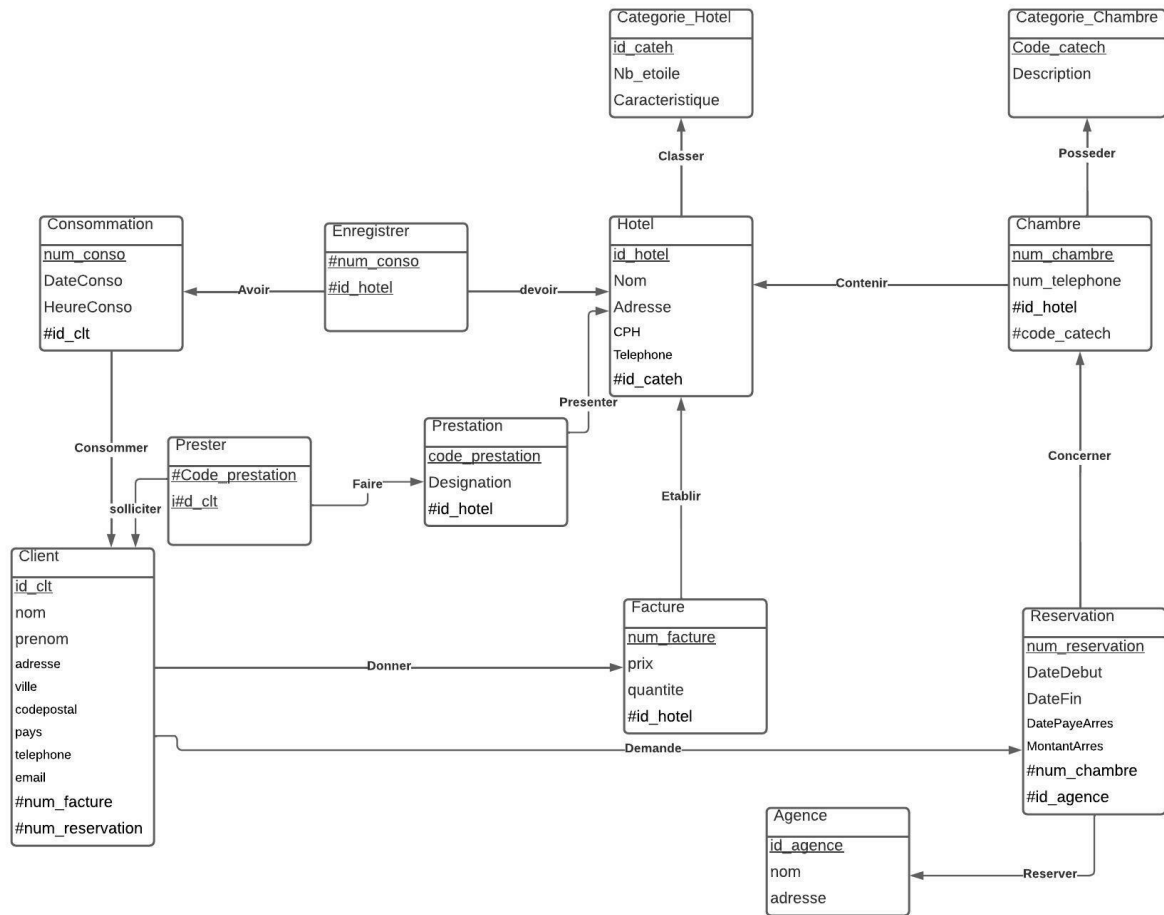 Categorie_Hotel
id_cateh
Nb_etoile
Caracteristique
Categorie_Chambre
Code_catech
Description
Classer
Posseder
Consommation
num_conso
DateConso
HeureConso
#id_clt
Avoir
Enregistrer
#num_conso
#id_hotel
devoir
Hotel
id_hotel
Nom
Adresse
CPH
Telephone
#id_cateh
Contenir
Chambre
num_chambre
num_telephone
#id_hotel
#code_catech
Presenter
Consommer
Prester
#Code_prestation
i#d_clt
solliciter
Faire
Prestation
code_prestation
Designation
#id_hotel
Etablir
Concerner
Client
id_clt
nom
prenom
adresse
ville
codepostal
pays
telephone
email
#num_facture
#num_reservation
Donner
Facture
num_facture
prix
quantite
#id_hotel
Demande
Reservation
num_reservation
DateDebut
DateFin
DatePayeArres
MontantArres
#num_chambre
#id_agence
Agence
id_agence
nom
adresse
Reserver